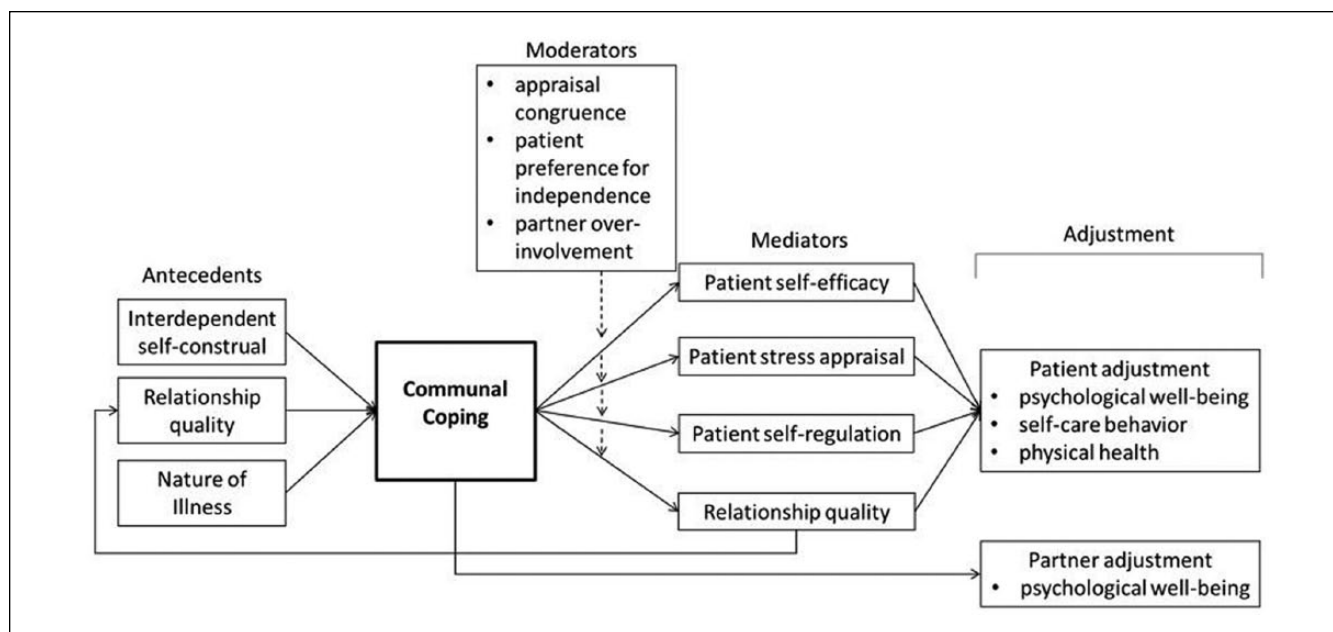 Moderators
• appraisal
congruence
• patient
preference for
independence
• partner over-
involvement
Antecedents
Interdependent
self-construal
Relationship
quality
Nature of
Illness
Communal
Coping
Mediators
Patient self-efficacy
Patient stress appraisal
Patient self-regulation
Relationship quality
Adjustment
Patient adjustment
• psychological well-being
• self-care behavior
• physical health
Partner adjustment
• psychological well-being